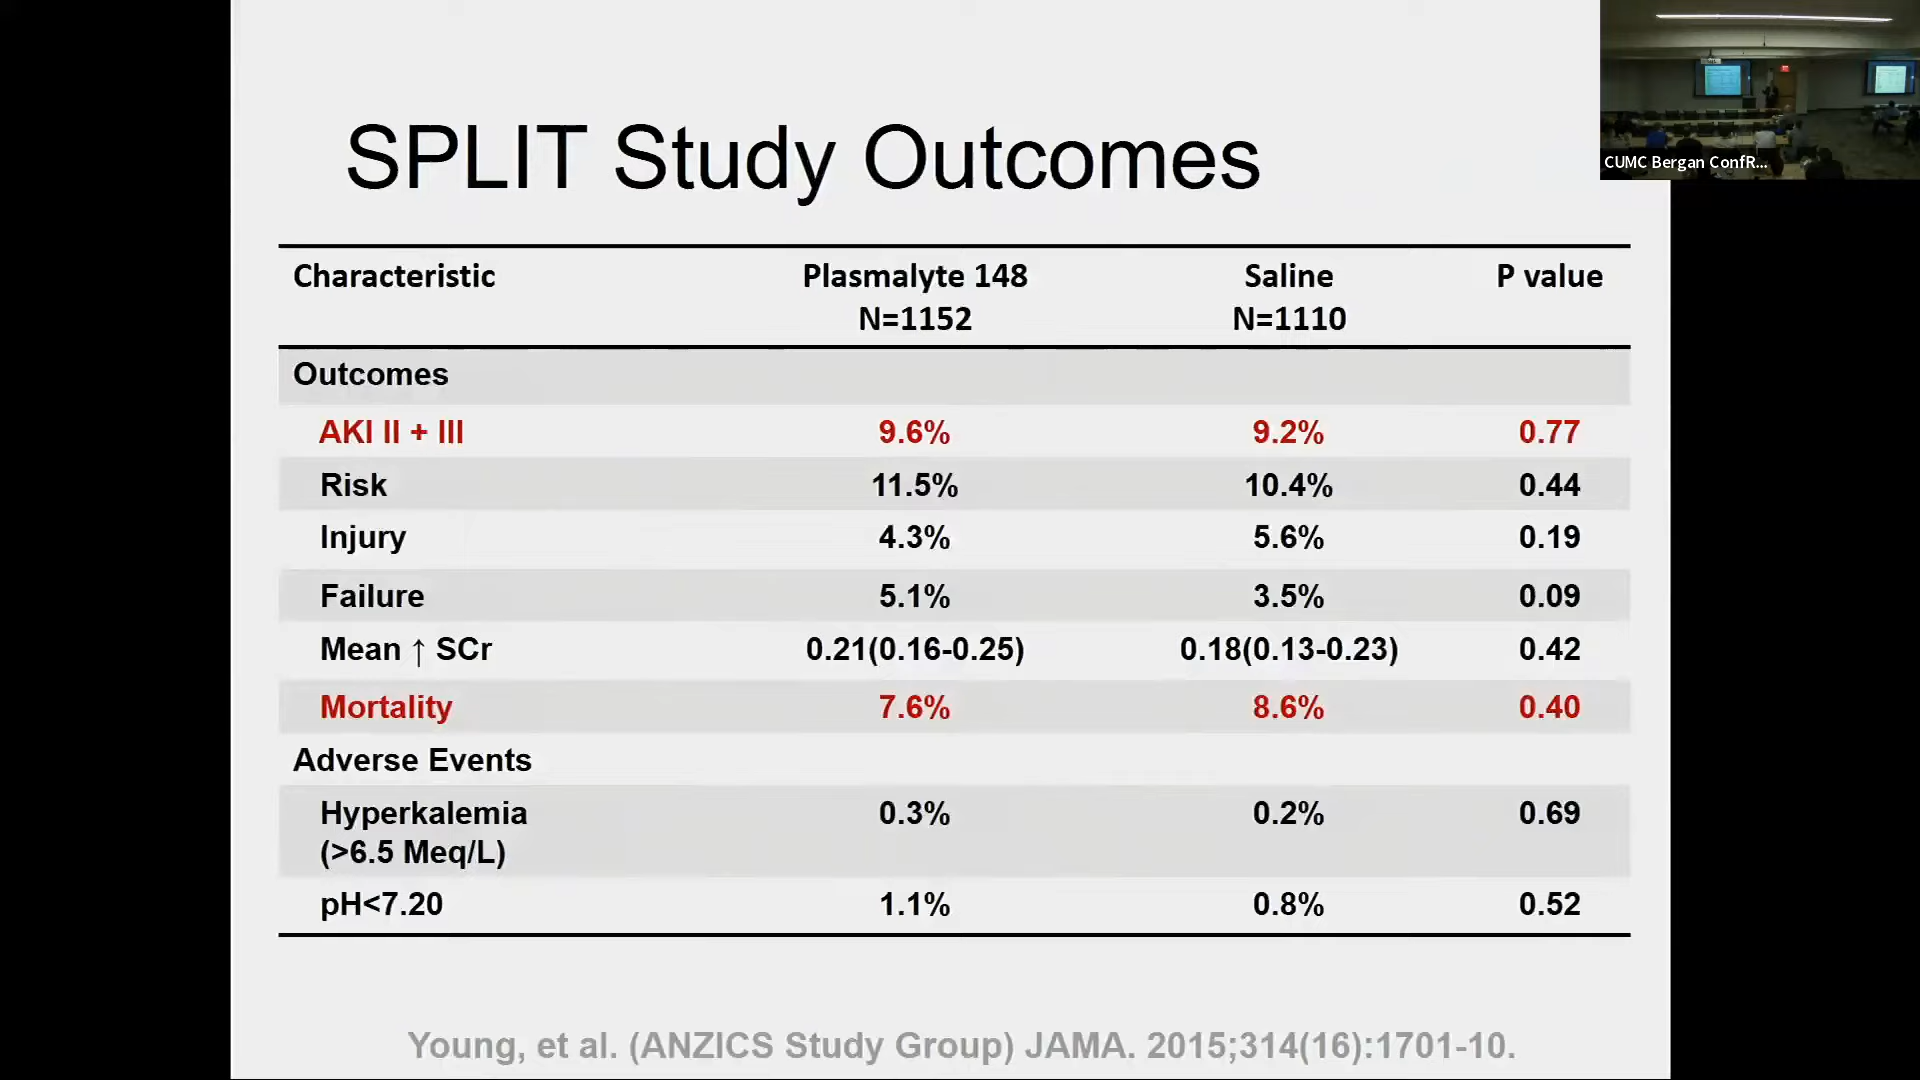 SPLIT Study Outcomes
CUMC Bergan ConfR...
Characteristic Plasmalyte 148 Saline P value
N=1152 N=1110
Outcomes
AKI II + III 9.6% 9.2% 0.77
Risk 11.5% 10.4% 0.44
Injury 4.3% 5.6% 0.19
Failure 5.1% 3.5% 0.09
Mean ↑ SCr 0.21(0.16-0.25) 0.18(0.13-0.23) 0.42
Mortality 7.6% 8.6% 0.40
Adverse Events
Hyperkalemia 0.3% 0.2% 0.69
(>6.5 Meq/L)
pH<7.20 1.1% 0.8% 0.52
Young, et al. (ANZICS Study Group) JAMA. 2015;314(16):1701-10.